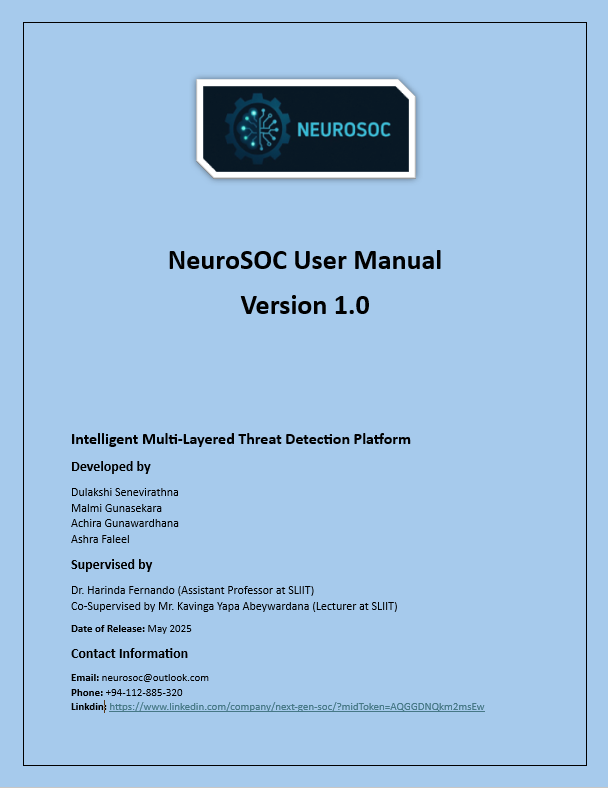 NEUROSOC
NeuroSOC User Manual
Version 1.0
Intelligent Multi-Layered Threat Detection Platform
Developed by
Dulakshi Senevirathna
Malmi Gunasekara
Achira Gunawardhana
Ashra Faleel
Supervised by
Dr. Harinda Fernando (Assistant Professor at SLIIT)
Co-Supervised by Mr. Kavinga Yapa Abeywardana (Lecturer at SLIIT)
Date of Release: May 2025
Contact Information
Email: neurosoc@outlook.com
Phone: +94-112-885-320
Linkdin: https://www.linkedin.com/company/next-gen-soc/?midToken=AQGGDNQkm2msEw